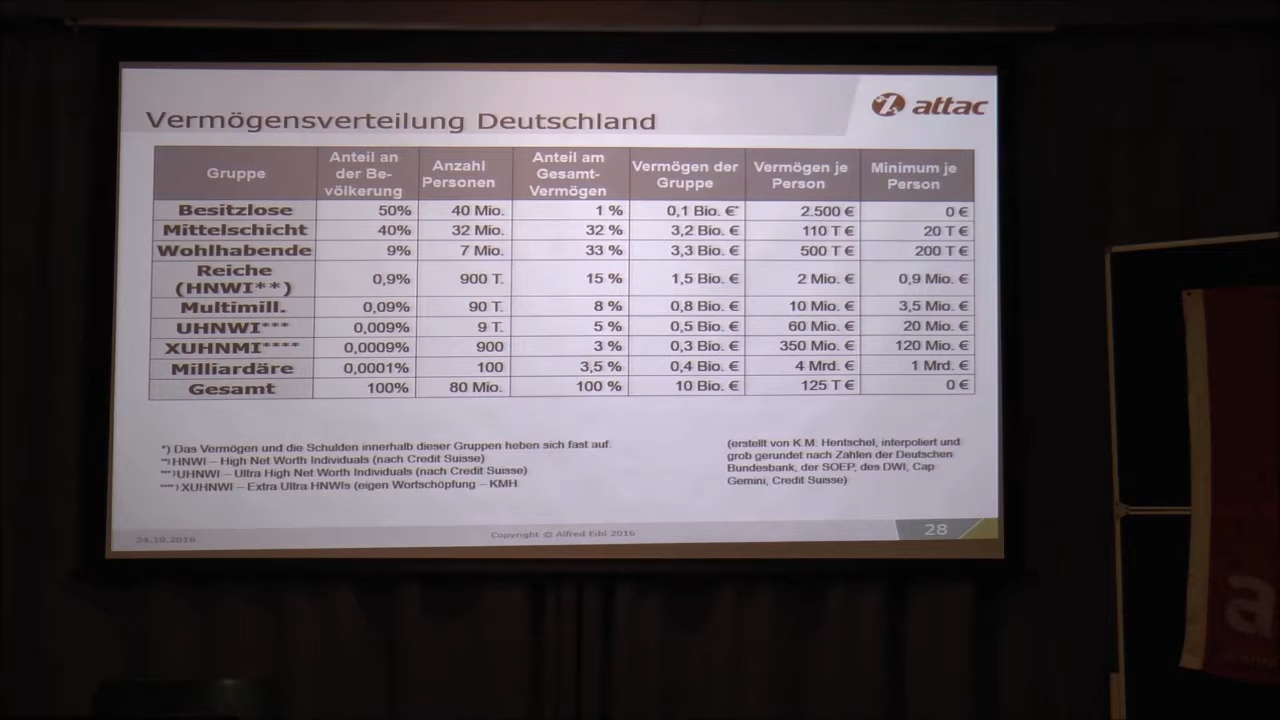 attac
Vermögensverteilung Deutschland
Gruppe | Anteil an der Be-völkerung | Anzahl Personen | Anteil am Gesamt-Vermögen | Vermögen der Gruppe | Vermögen je Person | Minimum je Person
Besitzlose | 50% | 40 Mio. | 1 % | 0,1 Bio. €* | 2.500 € | 0 €
Mittelschicht | 40% | 32 Mio. | 32 % | 3,2 Bio. € | 110 T € | 20 T €
Wohlhabende | 9% | 7 Mio. | 33 % | 3,3 Bio. € | 500 T € | 200 T €
Reiche (HNWI**) | 0,9% | 900 T. | 15 % | 1,5 Bio. € | 2 Mio. € | 0,9 Mio. €
Multimill. | 0,09% | 90 T. | 8 % | 0,8 Bio. € | 10 Mio. € | 3,5 Mio. €
UHNWI*** | 0,009% | 9 T. | 5 % | 0,5 Bio. € | 60 Mio. € | 20 Mio. €
XUHNMI**** | 0,0009% | 900 | 3 % | 0,3 Bio. € | 350 Mio. € | 120 Mio. €
Milliardäre | 0,0001% | 100 | 3,5 % | 0,4 Bio. € | 4 Mrd. € | 1 Mrd. €
Gesamt | 100% | 80 Mio. | 100 % | 10 Bio. € | 125 T € | 0 €
*) Das Vermögen und die Schulden innerhalb dieser Gruppen heben sich fast auf.
**) HNWI – High Net Worth Individuals (nach Credit Suisse)
***) UHNWI – Ultra High Net Worth Individuals (nach Credit Suisse)
****) XUHNWI – Extra Ultra HNWIs (eigen Wortschöpfung – KMH
(erstellt von K.M. Hentschel, interpoliert und
grob gerundet nach Zahlen der Deutschen
Bundesbank, der SOEP, des DWI, Cap
Gemini, Credit Suisse)
24.10.2016
Copyright © Alfred Eibl 2016
28
a